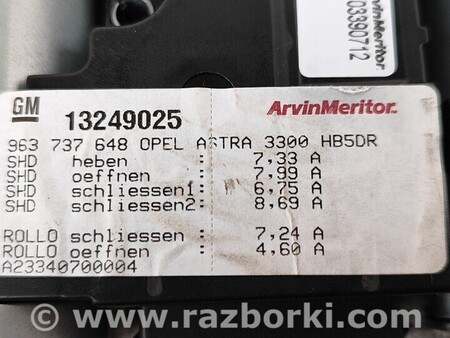 ArvinMeritor.
03390712
GM
13249025
ArvinMeritor.
963 737 648 OPEL ASTRA 3300 HB5DR
SHD heben : 7,33 A
SHD oeffnen : 7,99 A
SHD schliessen1: 6,75 A
SHD schliessen2: 8,69 A
ROLLO schliessen : 7,24 A
ROLLO oeffnen : 4,60 A
A23340700004
www.razborki.com